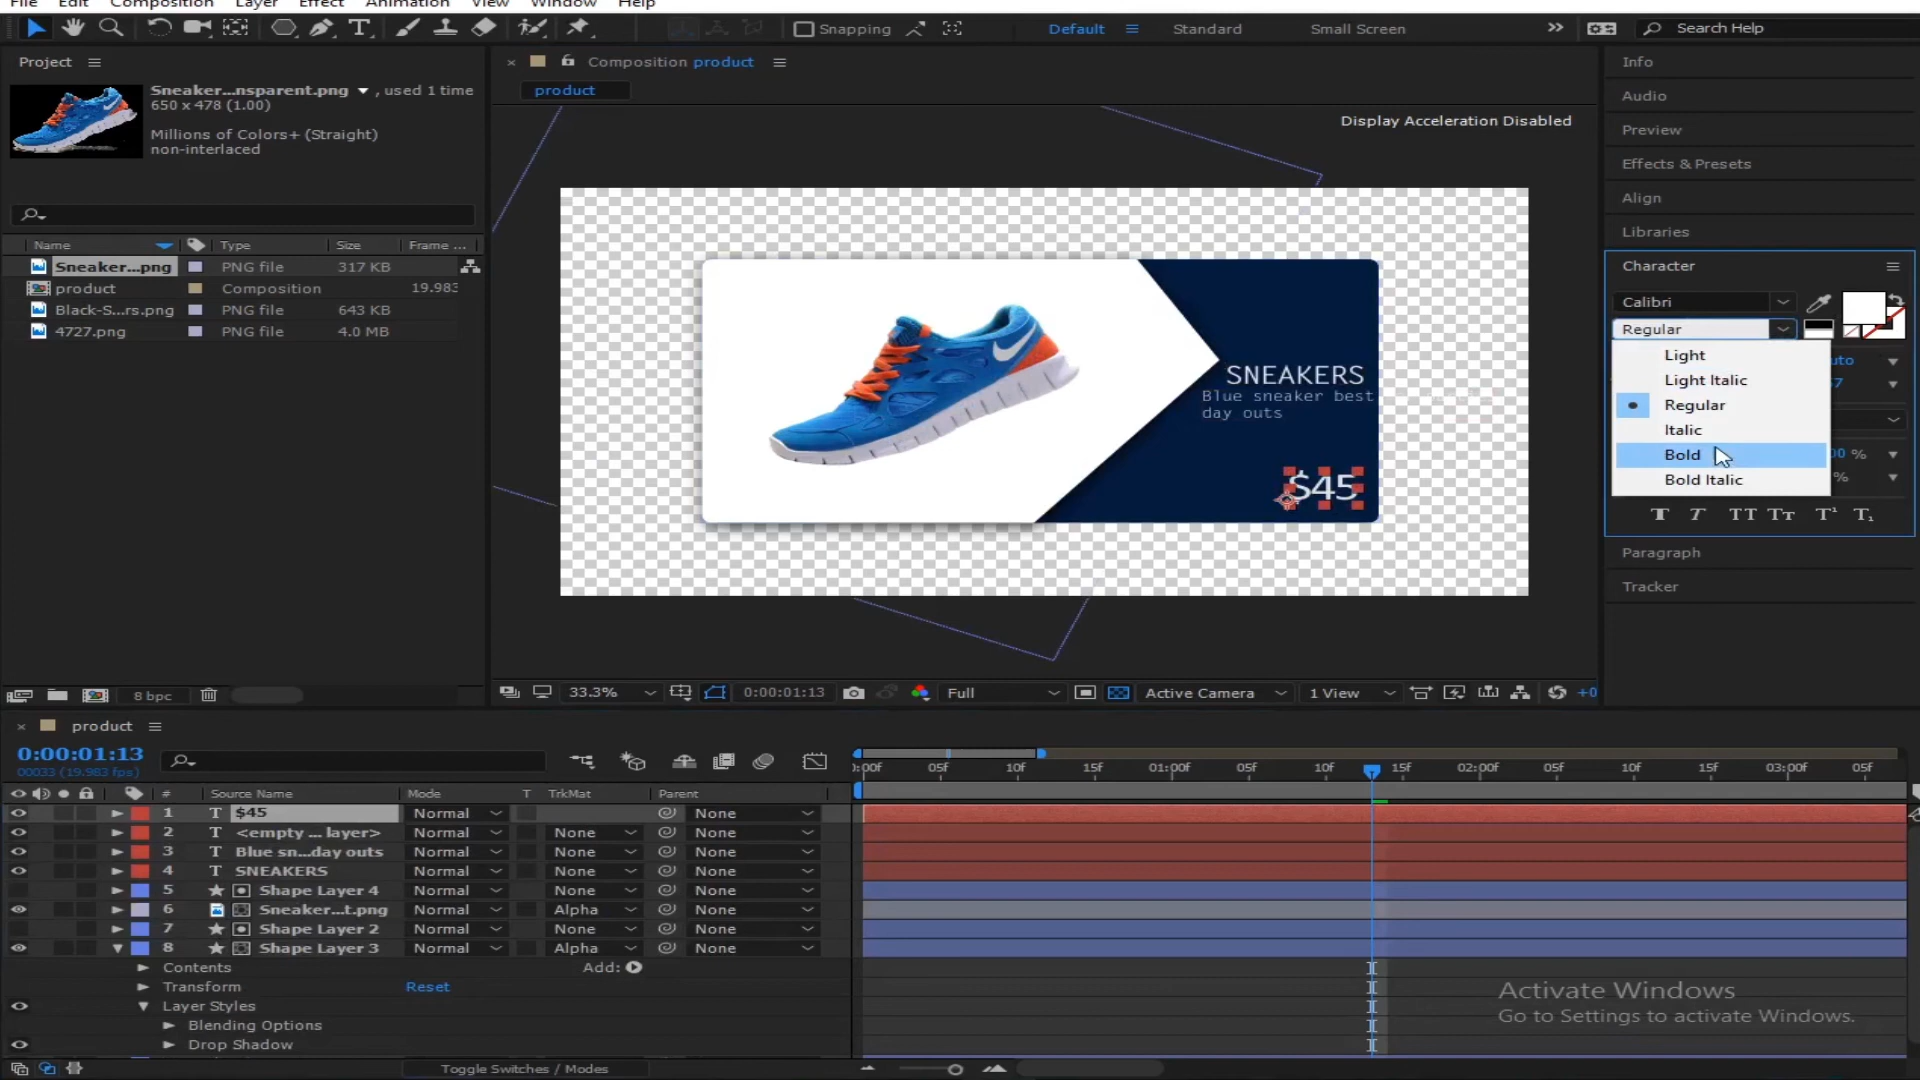 File Edit Composition Layer Effect Animation View Window Help
Snapping
Default
Standard
Small Screen
Search Help
Project
Sneaker...nsparent.png , used 1 time
650 x 478 (1.00)
Millions of Colors+ (Straight)
non-interlaced
Name Type Size Frame ...
Sneaker...png PNG file 317 KB
product Composition 19.983
Black-S...rs.png PNG file 643 KB
4727.png PNG file 4.0 MB
8 bpc
Composition product
product
Display Acceleration Disabled
SNEAKERS
Blue sneaker best
day outs
$45
33.3% 0:00:01:13 Full Active Camera 1 View +0
Info
Audio
Preview
Effects & Presets
Align
Libraries
Character
Calibri
Regular
Light
Light Italic
Regular
Italic
Bold
Bold Italic
uto
7
00 %
%
T T TT TT T¹ T₁
Paragraph
Tracker
product
0:00:01:13
00033 (19.983 fps)
:00f 05f 10f 15f 01:00f 05f 10f 15f 02:00f 05f 10f 15f 03:00f 05f
# Source Name Mode T TrkMat Parent
1 T $45 Normal None
2 T <empty ... layer> Normal None None
3 T Blue sn...day outs Normal None None
4 T SNEAKERS Normal None None
5 Shape Layer 4 Normal None None
6 Sneaker...t.png Normal Alpha None
7 Shape Layer 2 Normal None None
8 Shape Layer 3 Normal Alpha None
Contents Add:
Transform Reset
Layer Styles
Blending Options
Drop Shadow
Toggle Switches / Modes
Activate Windows
Go to Settings to activate Windows.